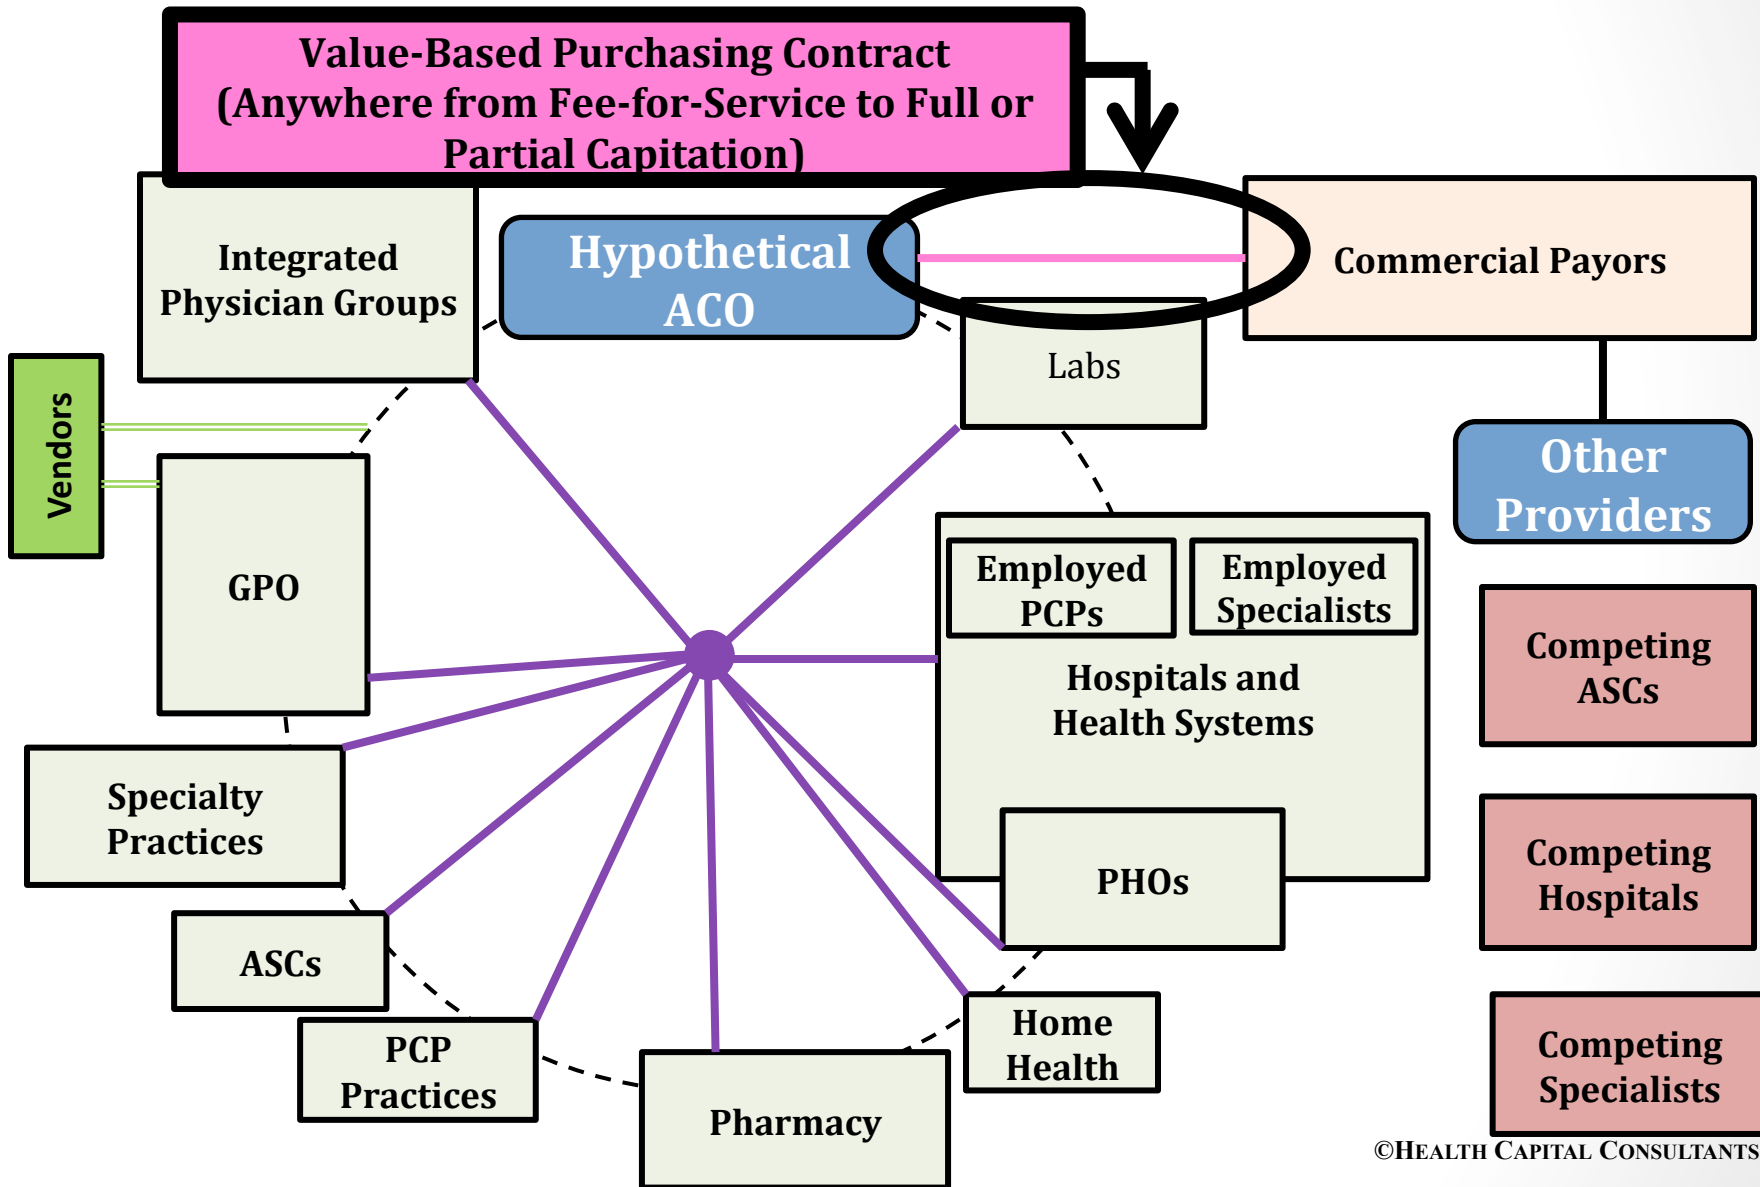 Value-Based Purchasing Contract
(Anywhere from Fee-for-Service to Full or
Partial Capitation)
Integrated
Physician Groups
Hypothetical
ACO
Commercial Payors
Labs
Vendors
Other
Providers
GPO
Employed
PCPs
Employed
Specialists
Hospitals and
Health Systems
Competing
ASCs
Specialty
Practices
PHOs
Competing
Hospitals
ASCs
Home
Health
PCP
Practices
Pharmacy
Competing
Specialists
©HEALTH CAPITAL CONSULTANTS